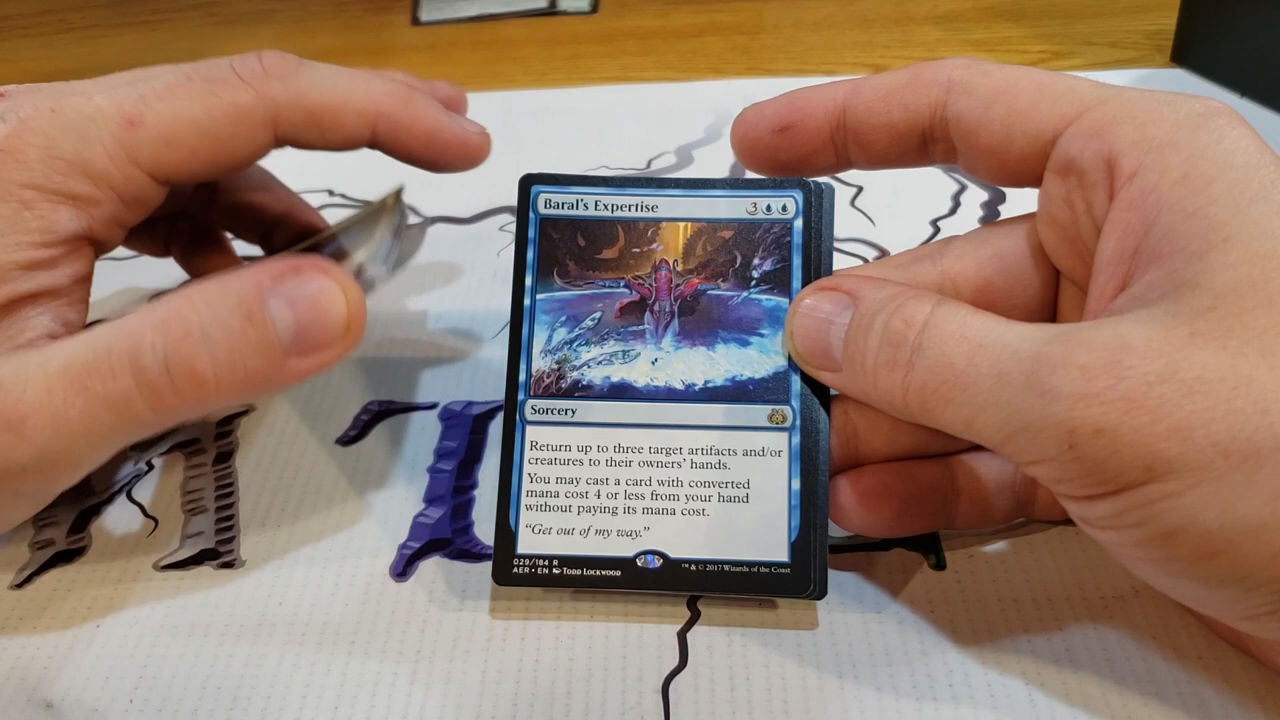 Baral's Expertise 3
Sorcery
Return up to three target artifacts and/or
creatures to their owners' hands.
You may cast a card with converted
mana cost 4 or less from your hand
without paying its mana cost.
"Get out of my way."
029/184 R
AER • EN Todd Lockwood
™ & © 2017 Wizards of the Coast